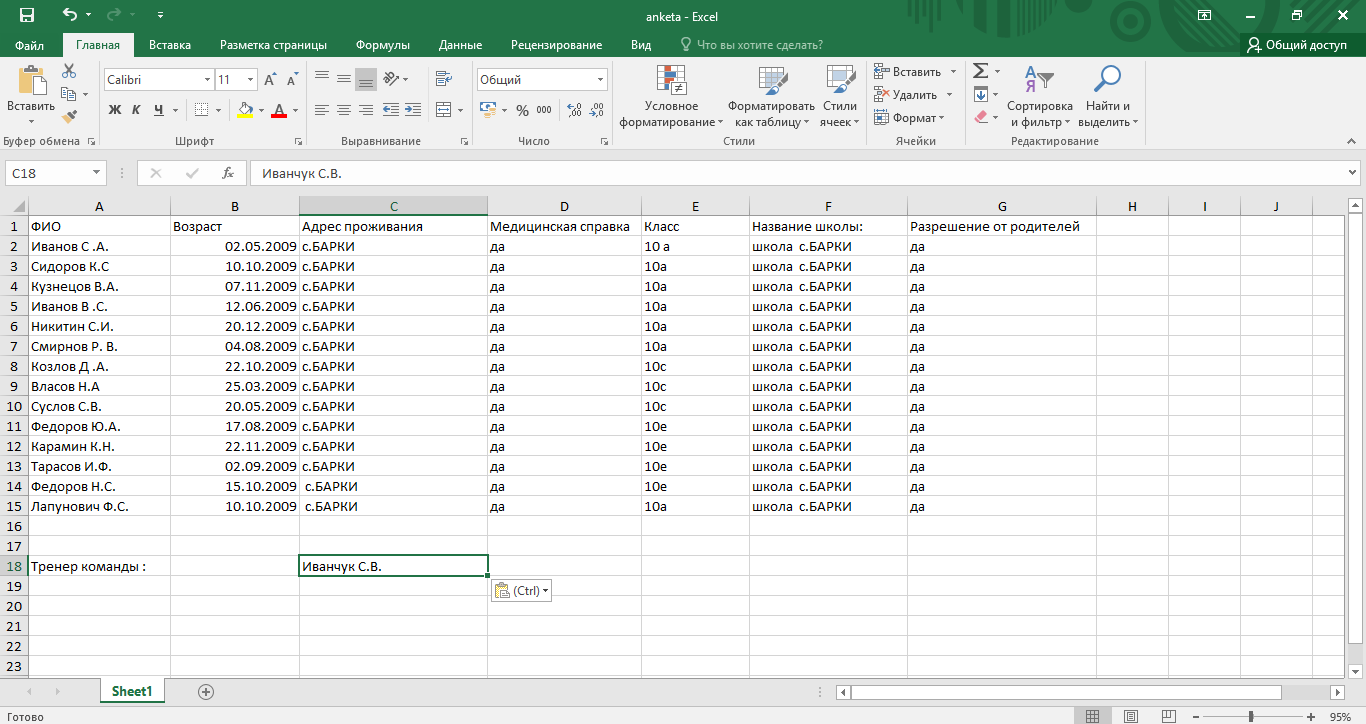 anketa - Excel
Файл Главная Вставка Разметка страницы Формулы Данные Рецензирование Вид Что вы хотите сделать? Общий доступ
Вставить
Буфер обмена
Calibri 11
Ж К Ч
Шрифт
Выравнивание
Общий
% 000
Число
Условное форматирование
Форматировать как таблицу
Стили ячеек
Стили
Вставить
Удалить
Формат
Ячейки
Сортировка и фильтр
Найти и выделить
Редактирование
C18 fx Иванчук С.В.
A B C D E F G H I J
1 ФИО Возраст Адрес проживания Медицинская справка Класс Название школы: Разрешение от родителей
2 Иванов С .А. 02.05.2009 с.БАРКИ да 10 а школа с.БАРКИ да
3 Сидоров К.С 10.10.2009 с.БАРКИ да 10а школа с.БАРКИ да
4 Кузнецов В.А. 07.11.2009 с.БАРКИ да 10а школа с.БАРКИ да
5 Иванов В .С. 12.06.2009 с.БАРКИ да 10а школа с.БАРКИ да
6 Никитин С.И. 20.12.2009 с.БАРКИ да 10а школа с.БАРКИ да
7 Смирнов Р. В. 04.08.2009 с.БАРКИ да 10а школа с.БАРКИ да
8 Козлов Д .А. 22.10.2009 с.БАРКИ да 10с школа с.БАРКИ да
9 Власов Н.А 25.03.2009 с.БАРКИ да 10с школа с.БАРКИ да
10 Суслов С.В. 20.05.2009 с.БАРКИ да 10с школа с.БАРКИ да
11 Федоров Ю.А. 17.08.2009 с.БАРКИ да 10е школа с.БАРКИ да
12 Карамин К.Н. 22.11.2009 с.БАРКИ да 10е школа с.БАРКИ да
13 Тарасов И.Ф. 02.09.2009 с.БАРКИ да 10е школа с.БАРКИ да
14 Федоров Н.С. 15.10.2009 с.БАРКИ да 10е школа с.БАРКИ да
15 Лапунович Ф.С. 10.10.2009 с.БАРКИ да 10а школа с.БАРКИ да
16
17
18 Тренер команды : Иванчук С.В.
19 (Ctrl)
20
21
22
23
Sheet1
Готово 95%